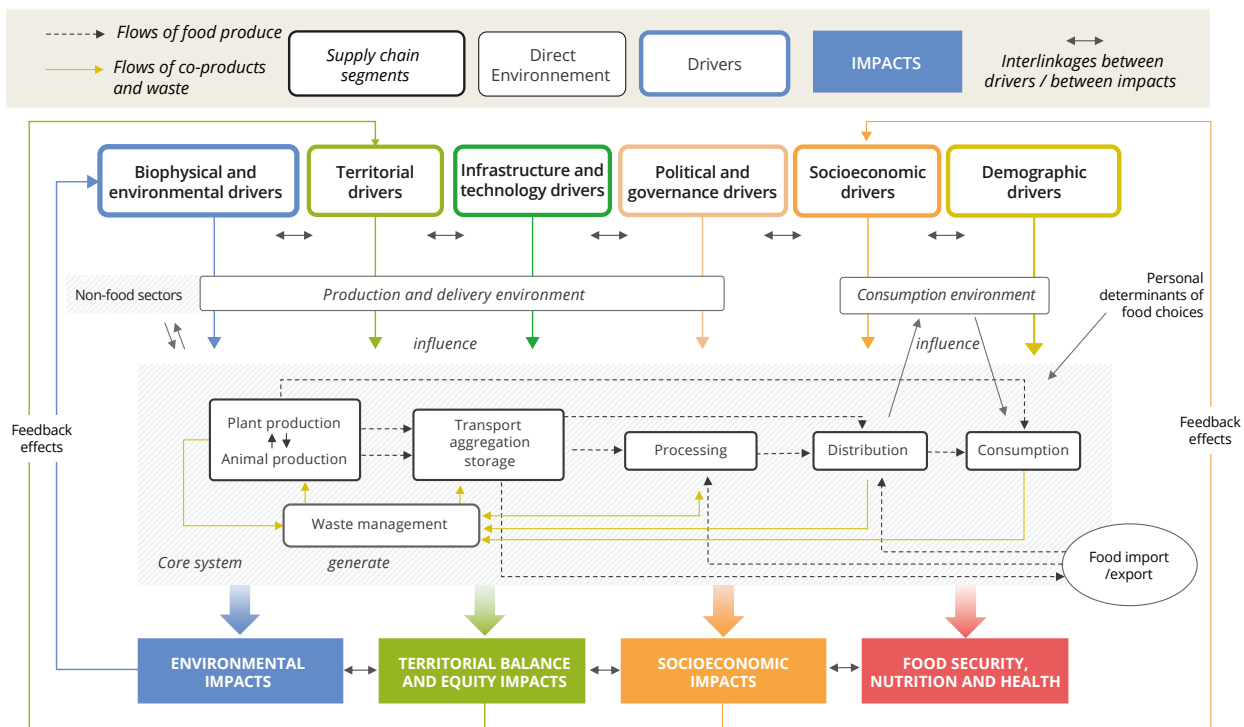 Flows of food produce
Flows of co-products
and waste
Supply chain
segments
Direct
Environnement
Drivers
IMPACTS
Interlinkages between
drivers / between impacts
Biophysical and
environmental drivers
Territorial
drivers
Infrastructure and
technology drivers
Political and
governance drivers
Socioeconomic
drivers
Demographic
drivers
Non-food sectors
Production and delivery environment
Consumption environment
Personal
determinants of
food choices
influence
influence
Feedback
effects
Plant production
Animal production
Transport
aggregation
storage
Processing
Distribution
Consumption
Feedback
effects
Waste management
Core system
generate
Food import
/export
ENVIRONMENTAL
IMPACTS
TERRITORIAL BALANCE
AND EQUITY IMPACTS
SOCIOECONOMIC
IMPACTS
FOOD SECURITY,
NUTRITION AND HEALTH